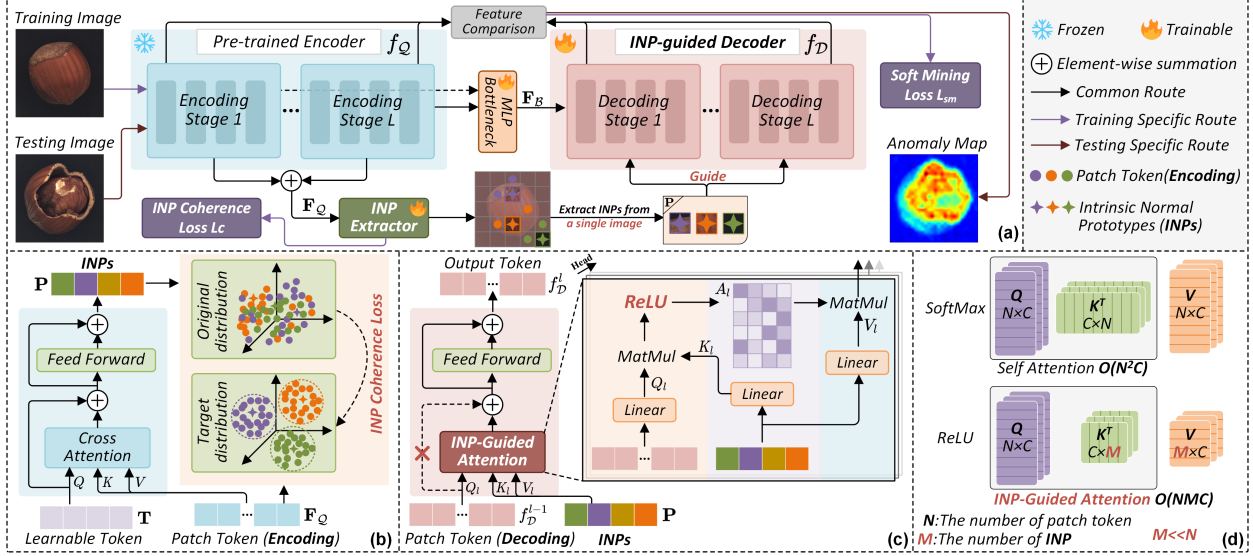 Training Image
Testing Image
Pre-trained Encoder f_Q
Encoding Stage 1
...
Encoding Stage L
F_Q
INP Coherence Loss Lc
INP Extractor
MLP Bottleneck
F_B
Feature Comparison
INP-guided Decoder f_D
Decoding Stage 1
...
Decoding Stage L
Guide
Extract INPs from
a single image
P
Soft Mining
Loss L_sm
Anomaly Map
(a)
Frozen
Trainable
Element-wise summation
Common Route
Training Specific Route
Testing Specific Route
Patch Token(Encoding)
Intrinsic Normal
Prototypes (INPs)
INPs
P
Feed Forward
Cross
Attention
Q
K
V
T
Learnable Token
...
F_Q
Patch Token (Encoding)
Original distribution
Target distribution
INP Coherence Loss
(b)
Output Token
...
f_D^l
Feed Forward
INP-Guided
Attention
Q_l
K_l
V_l
...
f_D^{l-1}
P
Patch Token (Decoding)
INPs
Head
ReLU
A_l
MatMul
MatMul
V_l
K_l
Q_l
Linear
Linear
Linear
...
(c)
SoftMax
Q
N×C
K^T
C×N
V
N×C
Self Attention O(N²C)
ReLU
Q
N×C
K^T
C×M
V
M×C
INP-Guided Attention O(NMC)
N:The number of patch token
M:The number of INP
M<<N
(d)